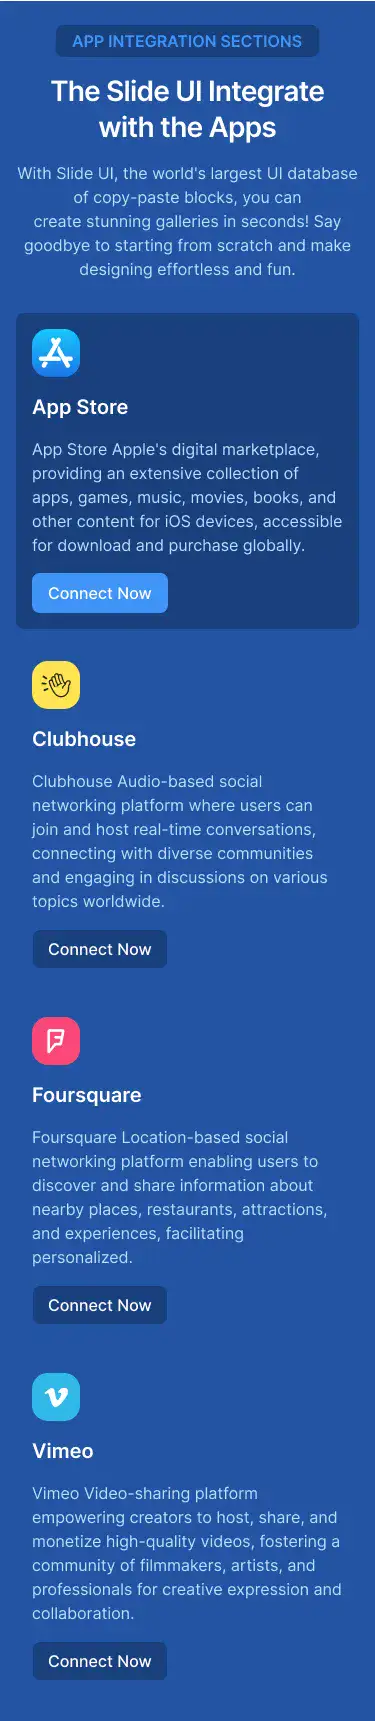 APP INTEGRATION SECTIONS
The Slide UI Integrate
with the Apps
With Slide UI, the world's largest UI database
of copy-paste blocks, you can
create stunning galleries in seconds! Say
goodbye to starting from scratch and make
designing effortless and fun.
App Store
App Store Apple's digital marketplace,
providing an extensive collection of
apps, games, music, movies, books, and
other content for iOS devices, accessible
for download and purchase globally.
Connect Now
Clubhouse
Clubhouse Audio-based social
networking platform where users can
join and host real-time conversations,
connecting with diverse communities
and engaging in discussions on various
topics worldwide.
Connect Now
Foursquare
Foursquare Location-based social
networking platform enabling users to
discover and share information about
nearby places, restaurants, attractions,
and experiences, facilitating
personalized.
Connect Now
Vimeo
Vimeo Video-sharing platform
empowering creators to host, share, and
monetize high-quality videos, fostering a
community of filmmakers, artists, and
professionals for creative expression and
collaboration.
Connect Now